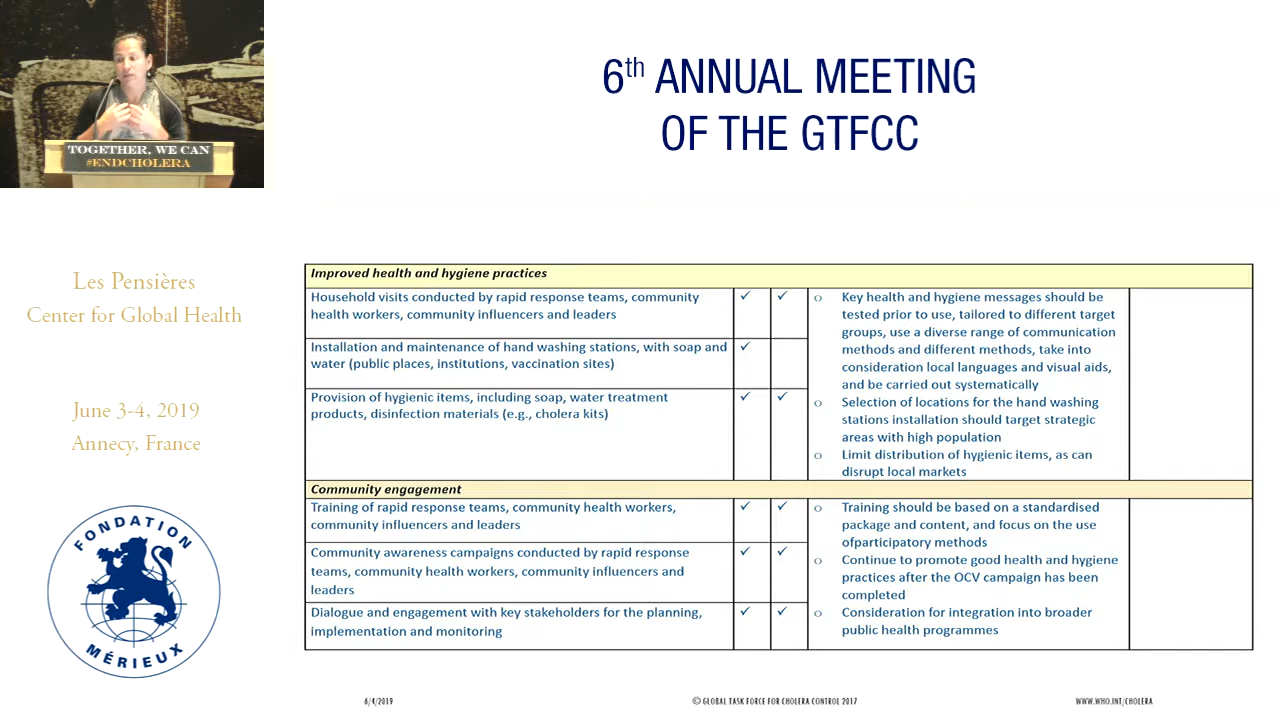 6th ANNUAL MEETING
OF THE GTFCC
TOGETHER, WE CAN
#ENDCHOLERA
Les Pensières
Center for Global Health
June 3-4, 2019
Annecy, France
FONDATION
MÉRIEUX
Improved health and hygiene practices
Household visits conducted by rapid response teams, community
health workers, community influencers and leaders
✓ ✓
Installation and maintenance of hand washing stations, with soap and
water (public places, institutions, vaccination sites)
✓
Provision of hygienic items, including soap, water treatment
products, disinfection materials (e.g., cholera kits)
✓ ✓
o Key health and hygiene messages should be
tested prior to use, tailored to different target
groups, use a diverse range of communication
methods and different methods, take into
consideration local languages and visual aids,
and be carried out systematically
o Selection of locations for the hand washing
stations installation should target strategic
areas with high population
o Limit distribution of hygienic items, as can
disrupt local markets
Community engagement
Training of rapid response teams, community health workers,
community influencers and leaders
✓ ✓
Community awareness campaigns conducted by rapid response
teams, community health workers, community influencers and
leaders
✓ ✓
Dialogue and engagement with key stakeholders for the planning,
implementation and monitoring
✓ ✓
o Training should be based on a standardised
package and content, and focus on the use
ofparticipatory methods
o Continue to promote good health and hygiene
practices after the OCV campaign has been
completed
o Consideration for integration into broader
public health programmes
6/4/2019
© GLOBAL TASK FORCE FOR CHOLERA CONTROL 2017
WWW.WHO.INT/CHOLERA